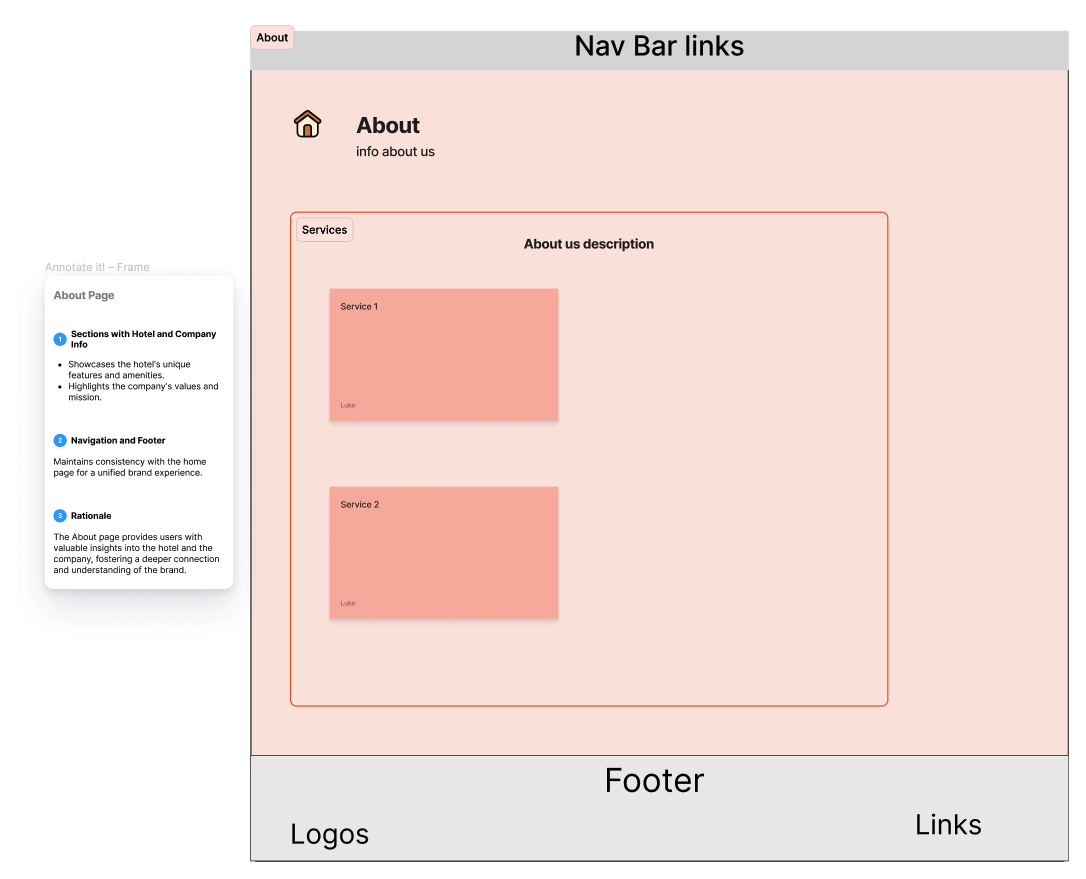 About
Nav Bar links
About
info about us
Services
About us description
Service 1
Luke
Service 2
Luke
Footer
Logos
Links
Annotate it! – Frame
About Page
1
Sections with Hotel and Company
Info
• Showcases the hotel's unique
features and amenities.
• Highlights the company's values and
mission.
2
Navigation and Footer
Maintains consistency with the home
page for a unified brand experience.
3
Rationale
The About page provides users with
valuable insights into the hotel and the
company, fostering a deeper connection
and understanding of the brand.